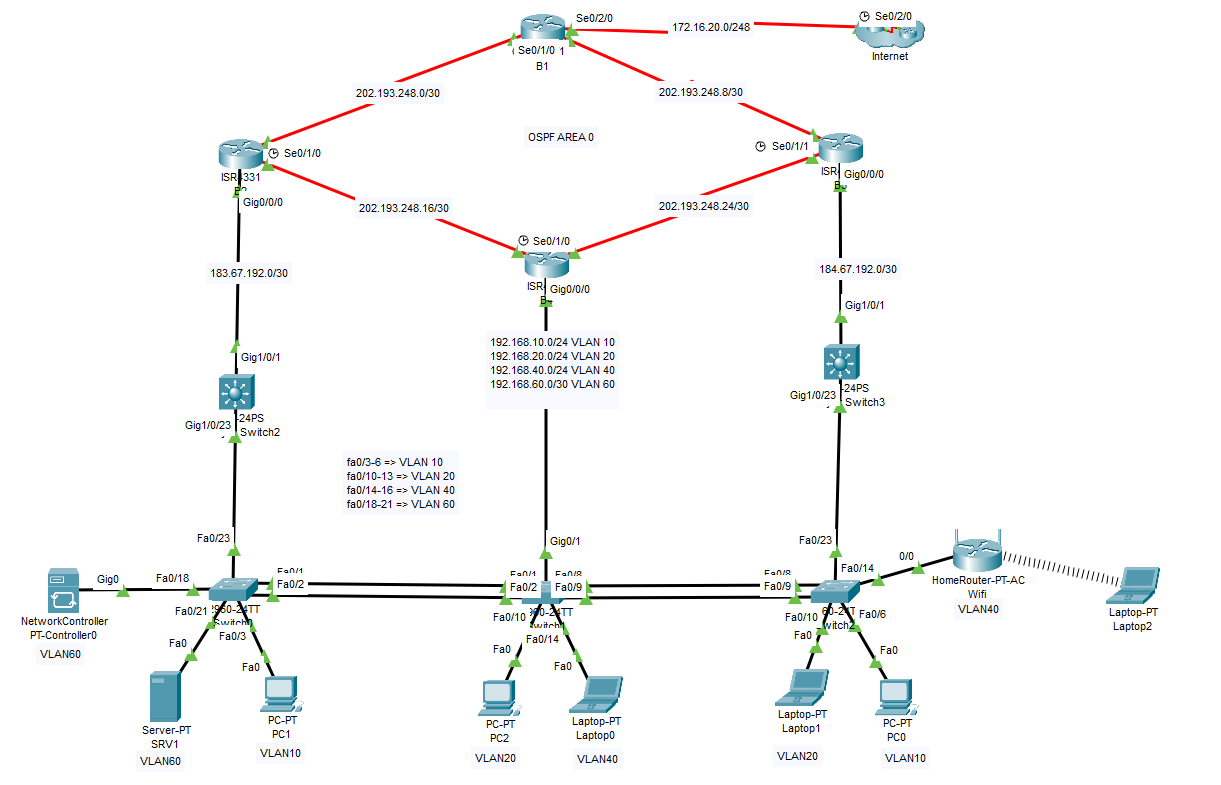 Se0/2/0
172.16.20.0/248
Se0/2/0
Internet
Se0/1/0
1
B1
202.193.248.0/30
202.193.248.8/30
OSPF AREA 0
Se0/1/0
ISR4331
Gig0/0/0
Se0/1/1
ISR
Gig0/0/0
202.193.248.16/30
202.193.248.24/30
Se0/1/0
ISR
Gig0/0/0
183.67.192.0/30
184.67.192.0/30
Gig1/0/1
Gig1/0/1
192.168.10.0/24 VLAN 10
192.168.20.0/24 VLAN 20
192.168.40.0/24 VLAN 40
192.168.60.0/30 VLAN 60
-24PS
Switch2
Gig1/0/23
-24PS
Switch3
Gig1/0/23
fa0/3-6 => VLAN 10
fa0/10-13 => VLAN 20
fa0/14-16 => VLAN 40
fa0/18-21 => VLAN 60
Fa0/23
Gig0/1
Fa0/23
Gig0
Fa0/18
Fa0/1
Fa0/2
Fa0/1
Fa0/2
Fa0/8
Fa0/9
Fa0/8
Fa0/9
Fa0/14
0/0
NetworkController
PT-Controller0
VLAN60
Fa0/21
Fa0/3
Fa0
Fa0
Fa0/10
Fa0/14
Fa0
Fa0
Fa0/10
Fa0/6
Fa0
Fa0
HomeRouter-PT-AC
Wifi
VLAN40
Laptop-PT
Laptop2
Server-PT
SRV1
VLAN60
PC-PT
PC1
VLAN10
PC-PT
PC2
VLAN20
Laptop-PT
Laptop0
VLAN40
Laptop-PT
Laptop1
VLAN20
PC-PT
PC0
VLAN10